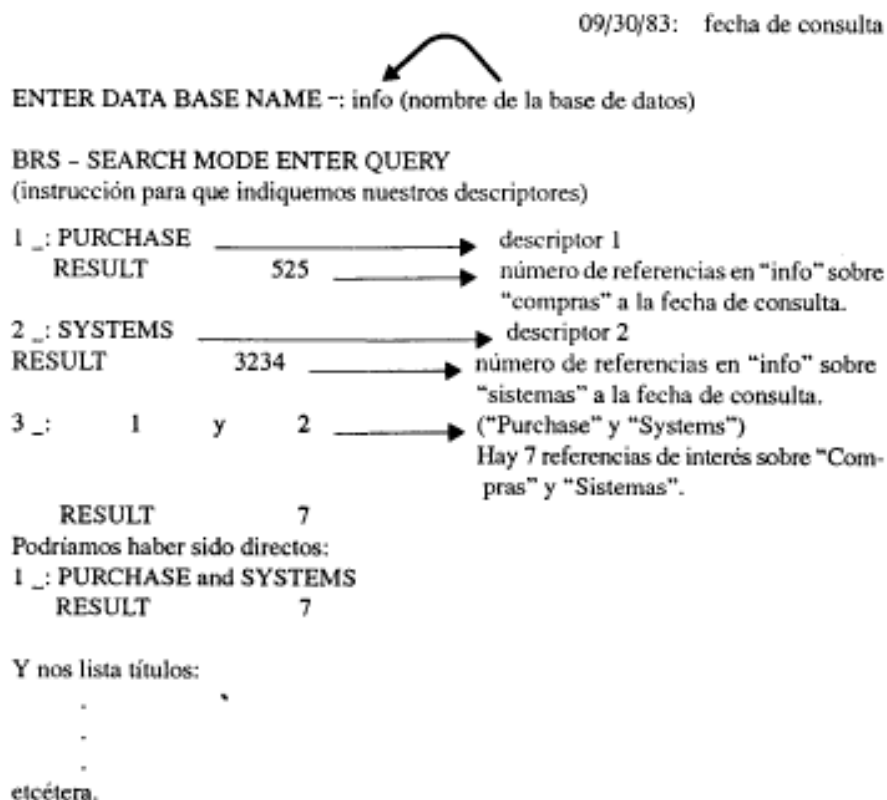 09/30/83: fecha de consulta
ENTER DATA BASE NAME -: info (nombre de la base de datos)
BRS – SEARCH MODE ENTER QUERY
(instrucción para que indiquemos nuestros descriptores)
1 _: PURCHASE descriptor 1
RESULT 525 número de referencias en “info” sobre
“compras” a la fecha de consulta.
2 _: SYSTEMS descriptor 2
RESULT 3234 número de referencias en “info” sobre
“sistemas” a la fecha de consulta.
3 _: 1 y 2 (“Purchase” y “Systems”)
Hay 7 referencias de interés sobre “Com-
pras” y “Sistemas”.
RESULT 7
Podríamos haber sido directos:
1 _: PURCHASE and SYSTEMS
RESULT 7
Y nos lista títulos:
.
.
.
etcétera.